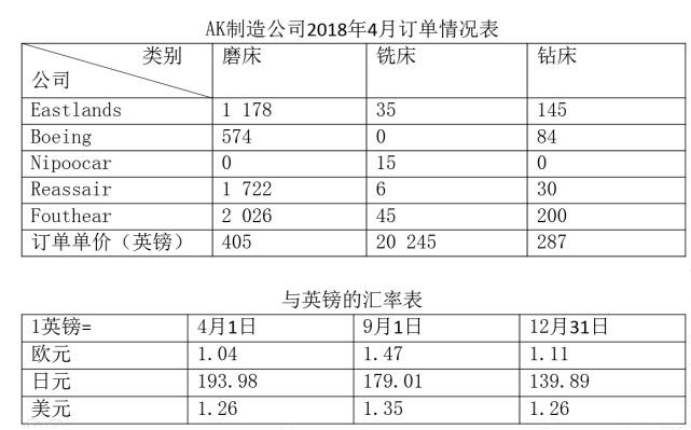 AK制造公司2018年4月订单情况表
类别 磨床 铣床 钻床
公司
Eastlands 1 178 35 145
Boeing 574 0 84
Nipoocar 0 15 0
Reassair 1 722 6 30
Fouthear 2 026 45 200
订单单价（英镑） 405 20 245 287
与英镑的汇率表
1英镑= 4月1日 9月1日 12月31日
欧元 1.04 1.47 1.11
日元 193.98 179.01 139.89
美元 1.26 1.35 1.26